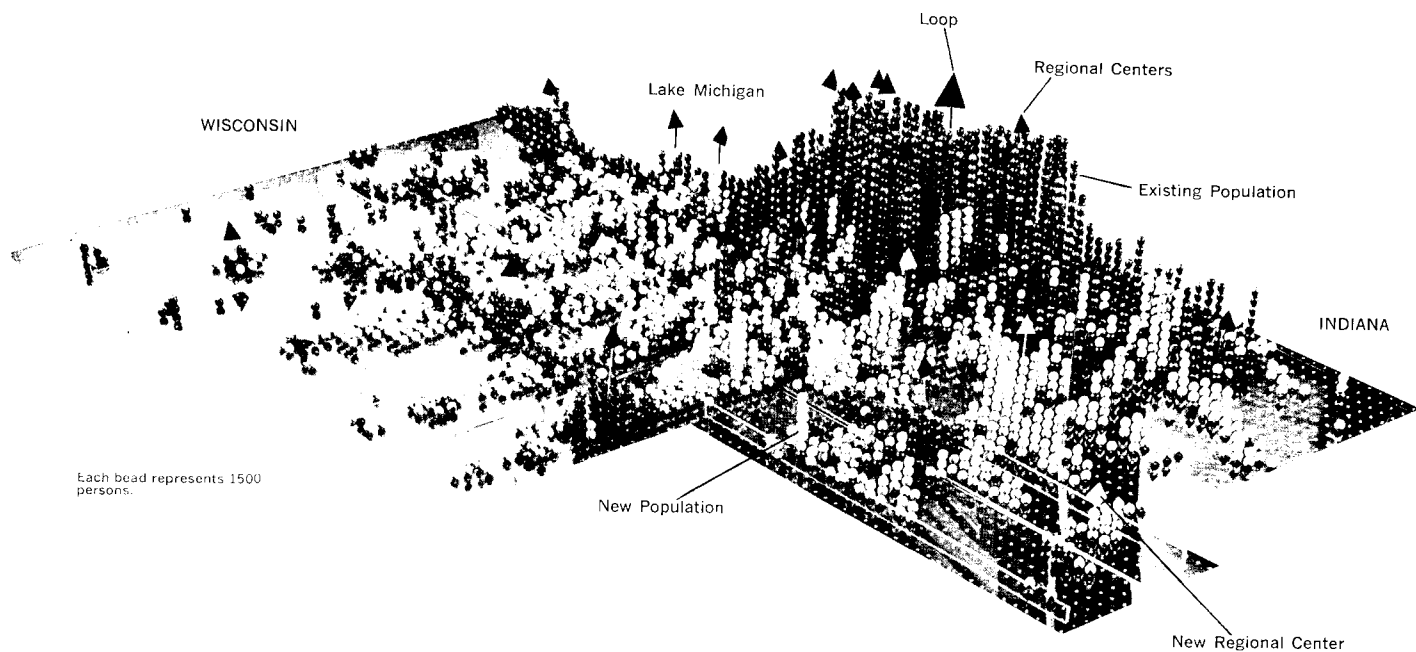 Loop
Regional Centers
Lake Michigan
WISCONSIN
Existing Population
INDIANA
Each bead represents 1500
persons.
New Population
New Regional Center